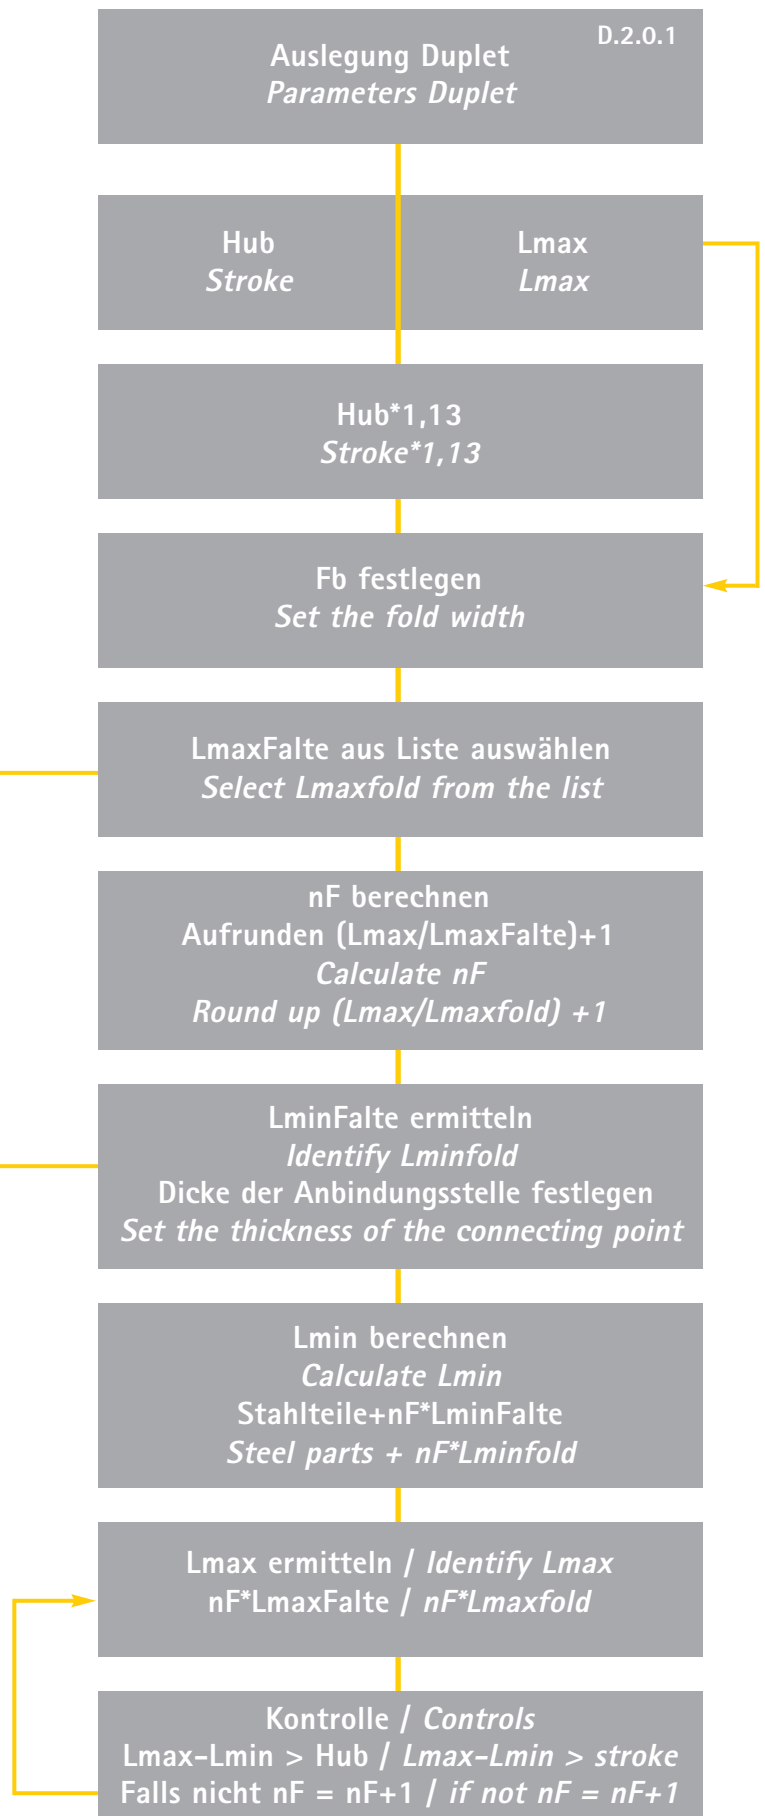 D.2.0.1
Auslegung Duplet
Parameters Duplet
Hub
Stroke
Lmax
Lmax
Hub*1,13
Stroke*1,13
Fb festlegen
Set the fold width
LmaxFalte aus Liste auswählen
Select Lmaxfold from the list
nF berechnen
Aufrunden (Lmax/LmaxFalte)+1
Calculate nF
Round up (Lmax/Lmaxfold) +1
LminFalte ermitteln
Identify Lminfold
Dicke der Anbindungsstelle festlegen
Set the thickness of the connecting point
Lmin berechnen
Calculate Lmin
Stahlteile+nF*LminFalte
Steel parts + nF*Lminfold
Lmax ermitteln / Identify Lmax
nF*LmaxFalte / nF*Lmaxfold
Kontrolle / Controls
Lmax-Lmin > Hub / Lmax-Lmin > stroke
Falls nicht nF = nF+1 / if not nF = nF+1